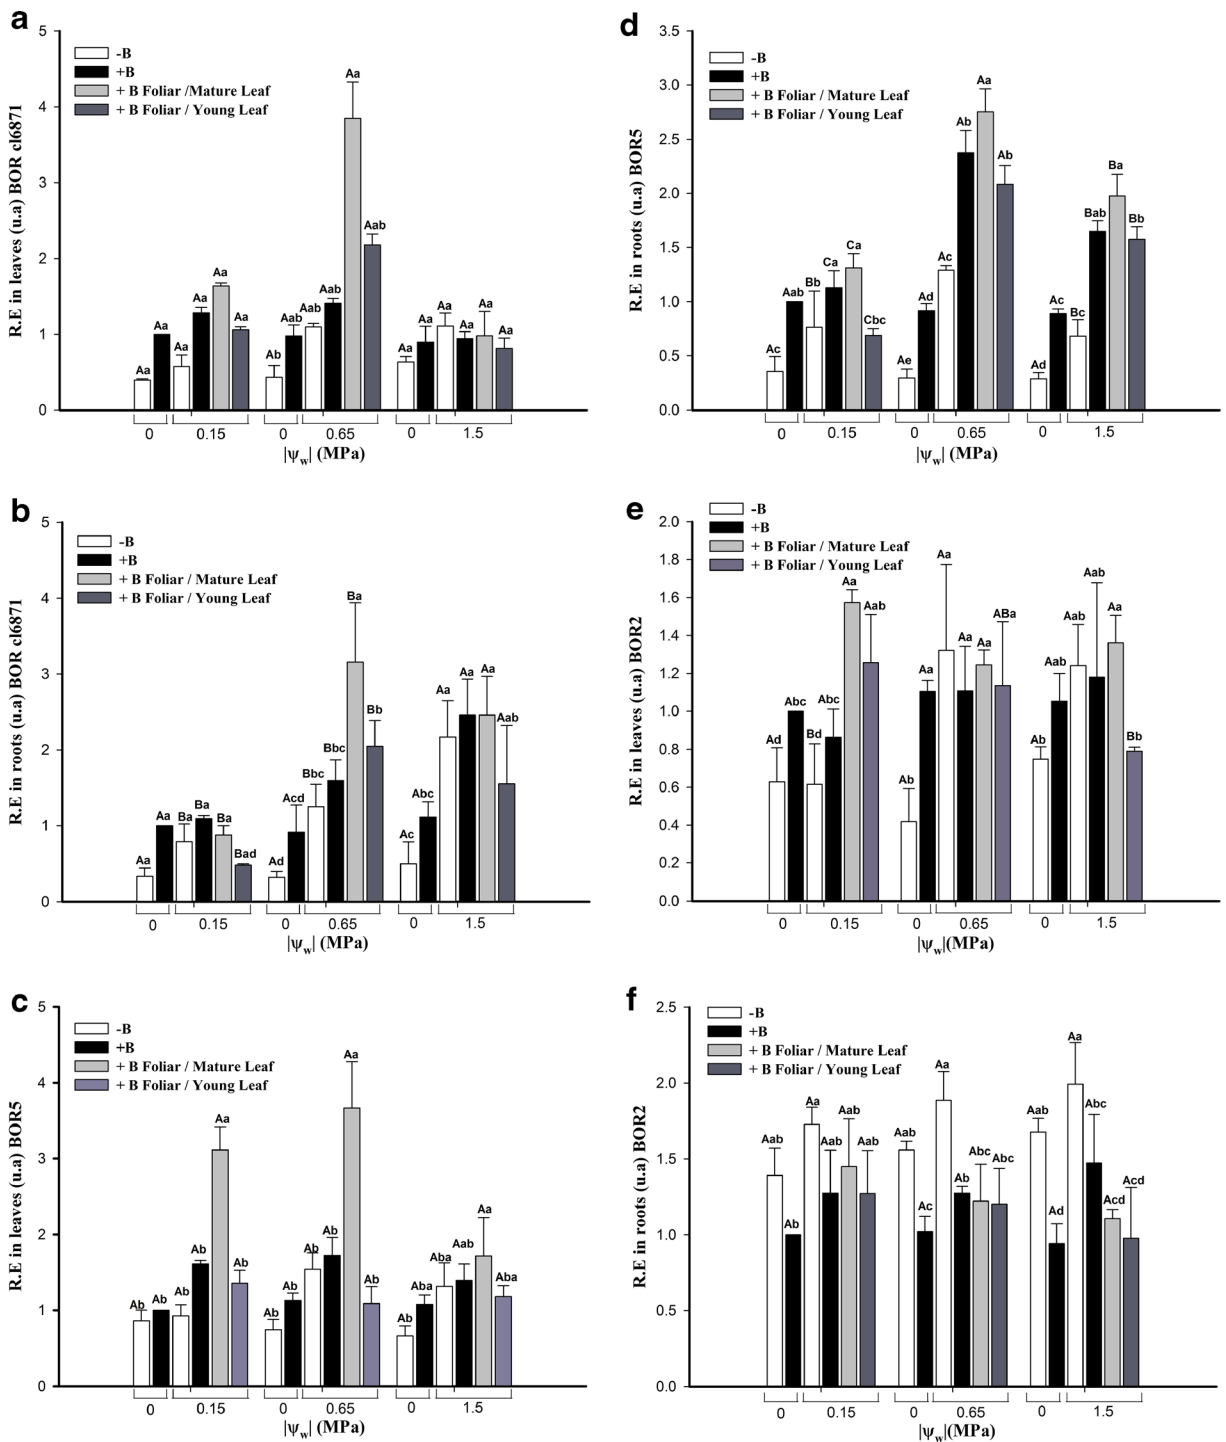 a
5
4
3
2
1
0
R.E in leaves (u.a) BOR cl6871
-B
+B
+ B Foliar /Mature Leaf
+ B Foliar / Young Leaf
Aa Aa Aa Aa Aa Aa Ab Aab Aab Aab Aa Aab Aa Aa Aa Aa Aa Aa
0 0.15 0 0.65 0 1.5
|ψw| (MPa)
b
5
4
3
2
1
0
R.E in roots (u.a) BOR cl6871
-B
+B
+ B Foliar / Mature Leaf
+ B Foliar / Young Leaf
Aa Aa Ba Ba Ba Bad Ad Acd Bbc Bbc Ba Bb Ac Abc Aa Aa Aa Aab
0 0.15 0 0.65 0 1.5
|ψw| (MPa)
c
5
4
3
2
1
0
R.E in leaves (u.a) BOR5
-B
+B
+ B Foliar / Mature Leaf
+ B Foliar / Young Leaf
Ab Ab Ab Ab Aa Ab Ab Ab Ab Ab Aa Ab Ab Aba Aba Aab Aa Aba
0 0.15 0 0.65 0 1.5
|ψw| (MPa)
d
3.5
3.0
2.5
2.0
1.5
1.0
0.5
0.0
R.E in roots (u.a) BOR5
-B
+B
+ B Foliar / Mature Leaf
+ B Foliar / Young Leaf
Ac Aab Bb Ca Ca Cbc Ae Ad Ac Ab Aa Ab Ad Ac Bc Bab Ba Bb
0 0.15 0 0.65 0 1.5
|ψw| (MPa)
e
2.0
1.8
1.6
1.4
1.2
1.0
0.8
0.6
0.4
0.2
0.0
R.E in leaves (u.a) BOR2
-B
+B
+ B Foliar / Mature Leaf
+ B Foliar / Young Leaf
Ad Abc Bd Abc Aa Aab Ab Aa Aa Aa Aa ABa Ab Aab Aab Aab Aa Bb
0 0.15 0 0.65 0 1.5
|ψw|(MPa)
f
2.5
2.0
1.5
1.0
0.5
0.0
R.E in roots (u.a) BOR2
-B
+B
+ B Foliar / Mature Leaf
+ B Foliar / Young Leaf
Aab Ab Aa Aab Aab Aab Aab Ac Aa Ab Abc Abc Aab Ad Aa Abc Acd Acd
0 0.15 0 0.65 0 1.5
|ψw|(MPa)